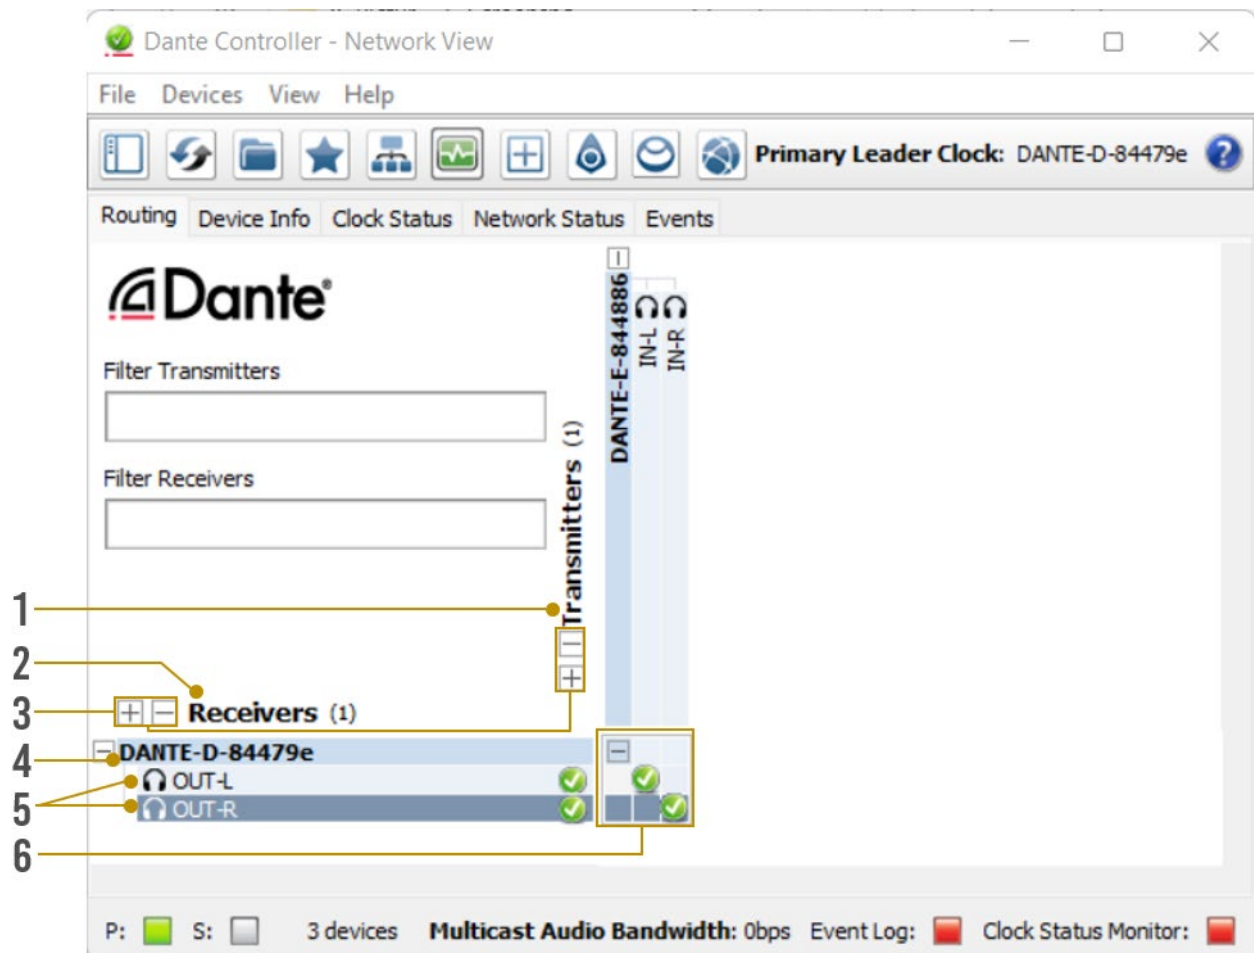 Dante Controller - Network View
File Devices View Help
Primary Leader Clock: DANTE-D-84479e ?
Routing Device Info Clock Status Network Status Events
Dante®
Filter Transmitters
Filter Receivers
Transmitters (1)
DANTE-E-844886
IN-L
IN-R
1
2
3
Receivers (1)
4
DANTE-D-84479e
5
OUT-L
OUT-R
6
P: S: 3 devices Multicast Audio Bandwidth: 0bps Event Log: Clock Status Monitor: